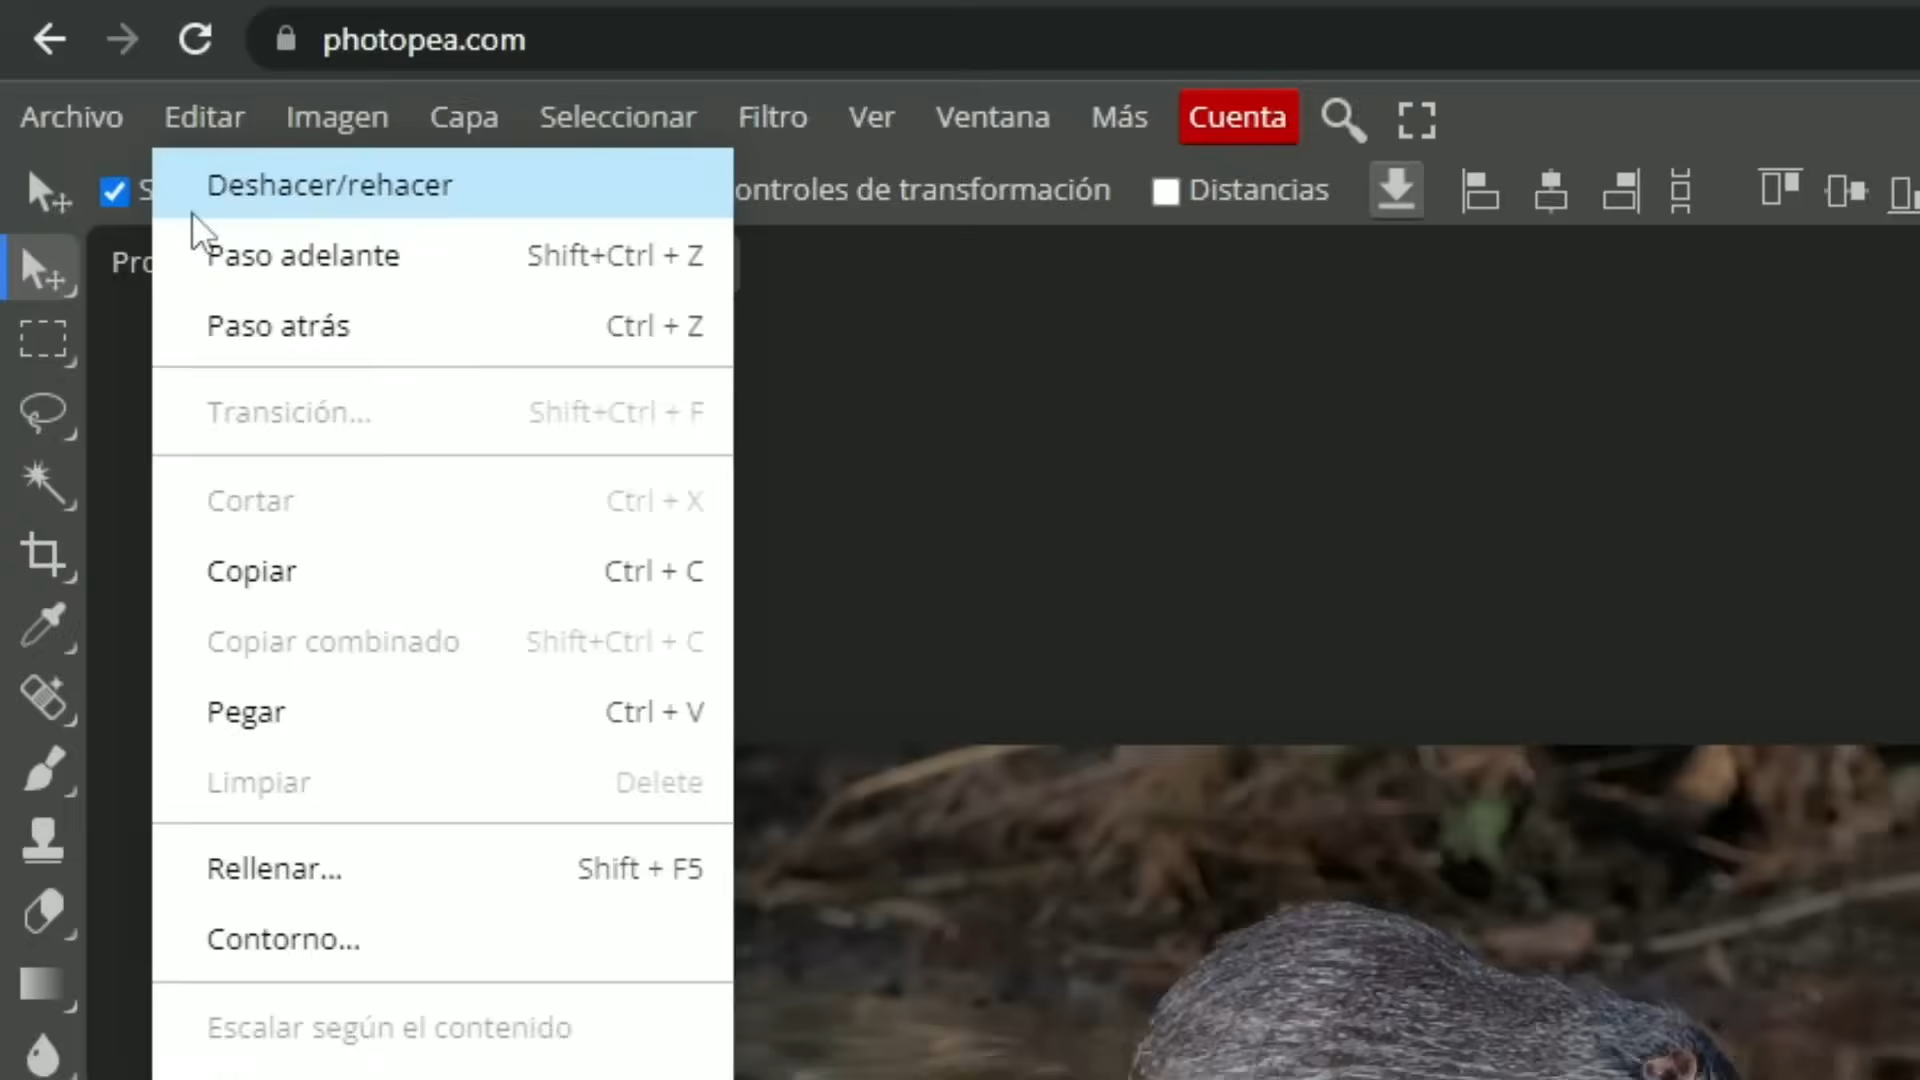 photopea.com
Archivo Editar Imagen Capa Seleccionar Filtro Ver Ventana Más Cuenta
S ontroles de transformación Distancias
Pro
Deshacer/rehacer
Paso adelante Shift+Ctrl + Z
Paso atrás Ctrl + Z
Transición... Shift+Ctrl + F
Cortar Ctrl + X
Copiar Ctrl + C
Copiar combinado Shift+Ctrl + C
Pegar Ctrl + V
Limpiar Delete
Rellenar... Shift + F5
Contorno...
Escalar según el contenido